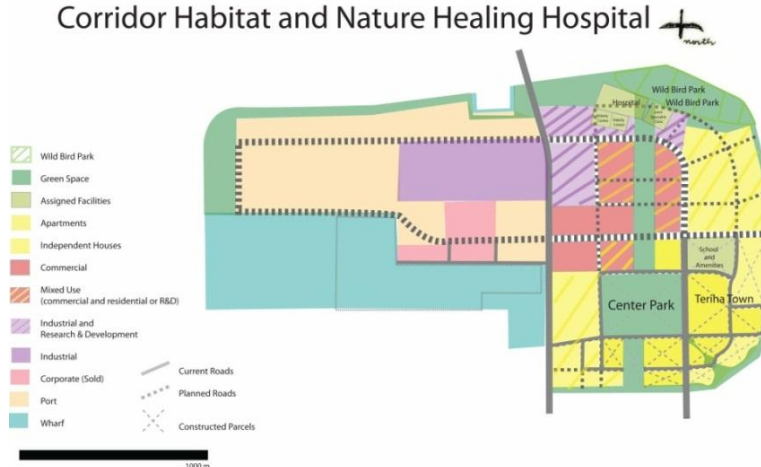 Corridor Habitat and Nature Healing Hospital
north
Wild Bird Park
Wild Bird Park
Hospital
Wild Bird Park
Green Space
Assigned Facilities
Apartments
Independent Houses
Commercial
Mixed Use
(commercial and residential or R&D)
Industrial and
Research & Development
Industrial
Corporate (Sold)
Port
Wharf
Current Roads
Planned Roads
Constructed Parcels
School
and
Amenities
Center Park
Teriha Town
1000 m